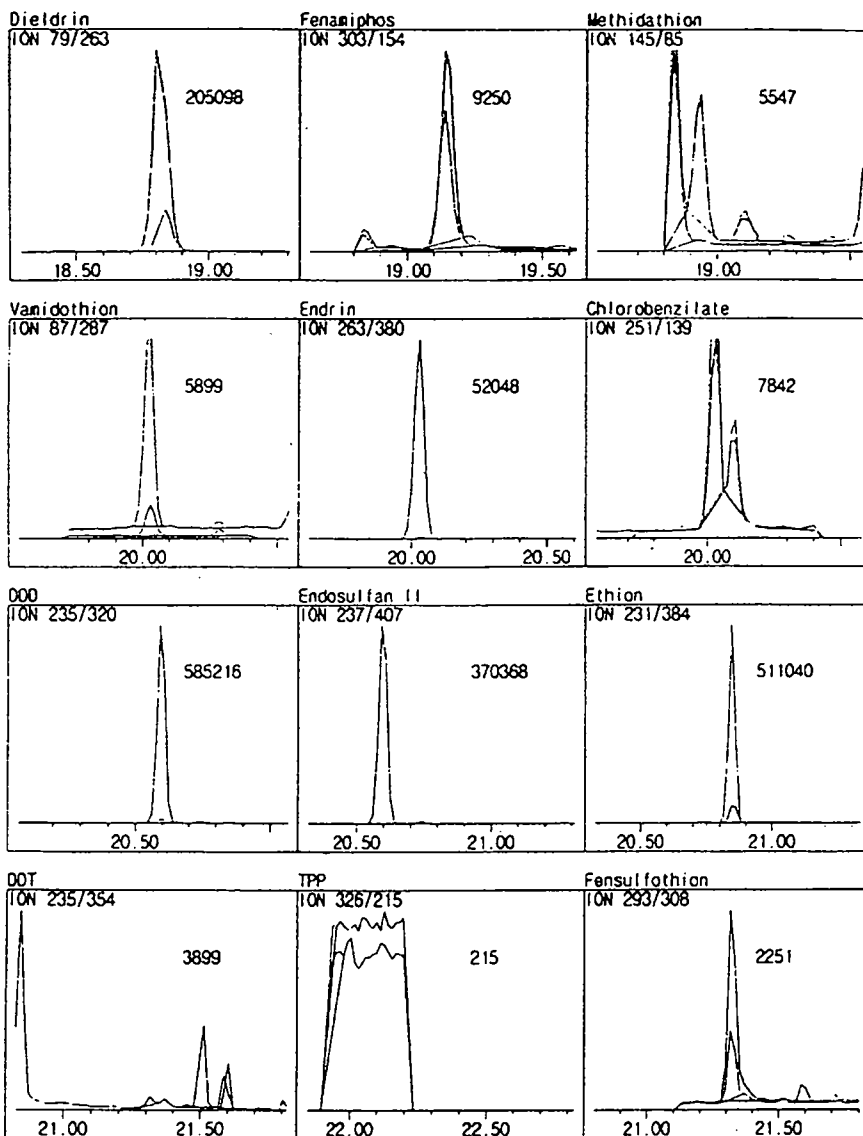 Dieldrin
ION 79/263
205098
18.50 19.00
Fenamiphos
ION 303/154
9250
19.00 19.50
Methidathion
ION 145/85
5547
19.00
Vamidothion
ION 87/287
5899
20.00
Endrin
ION 263/380
52048
20.00 20.50
Chlorobenzilate
ION 251/139
7842
20.00
DDD
ION 235/320
585216
20.50
Endosulfan II
ION 237/407
370368
20.50 21.00
Ethion
ION 231/384
511040
20.50 21.00
DDT
ION 235/354
3899
21.00 21.50
TPP
ION 326/215
215
22.00 22.50
Fensulfothion
ION 293/308
2251
21.00 21.50